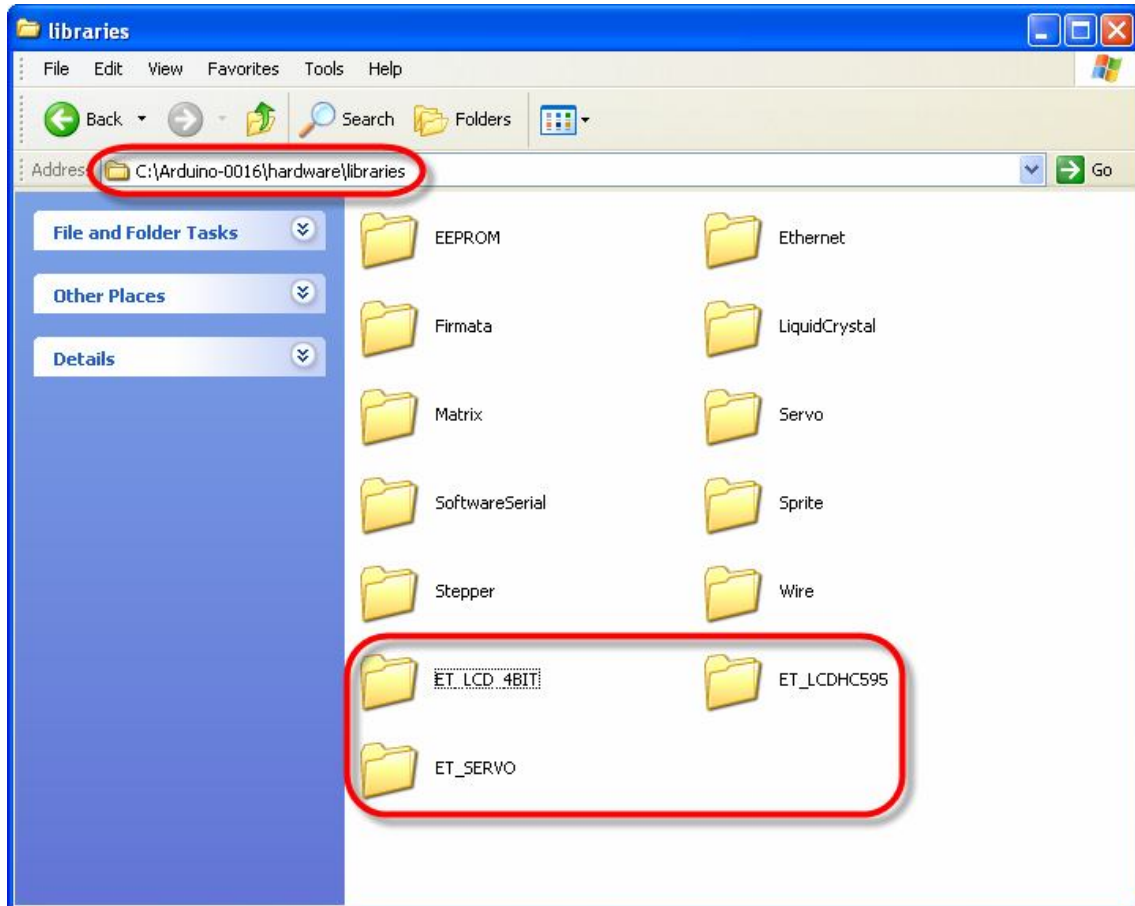 libraries
File Edit View Favorites Tools Help
Back Search Folders
Address C:\Arduino-0016\hardware\libraries Go
File and Folder Tasks
Other Places
Details
EEPROM Ethernet
Firmata LiquidCrystal
Matrix Servo
SoftwareSerial Sprite
Stepper Wire
ET_LCD_4BIT ET_LCDHC595
ET_SERVO